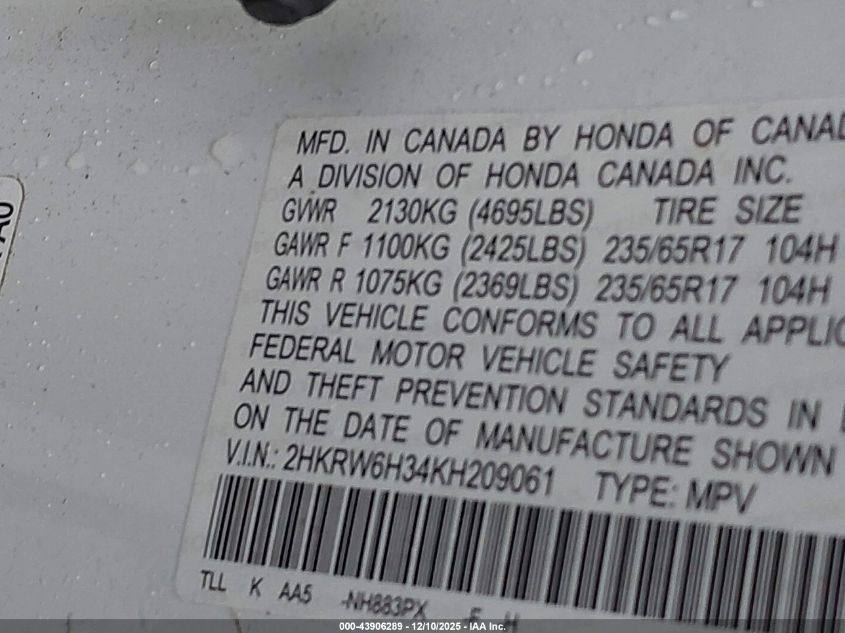 MFD. IN CANADA BY HONDA OF CANAD
A DIVISION OF HONDA CANADA INC.
GVWR 2130KG (4695LBS) TIRE SIZE
GAWR F 1100KG (2425LBS) 235/65R17 104H
GAWR R 1075KG (2369LBS) 235/65R17 104H
THIS VEHICLE CONFORMS TO ALL APPLIC
FEDERAL MOTOR VEHICLE SAFETY
AND THEFT PREVENTION STANDARDS IN
ON THE DATE OF MANUFACTURE SHOWN
V.I.N.: 2HKRW6H34KH209061 TYPE: MPV
TLL K AA5 -NH883PX
000-43906289 - 12/10/2025 - IAA Inc.